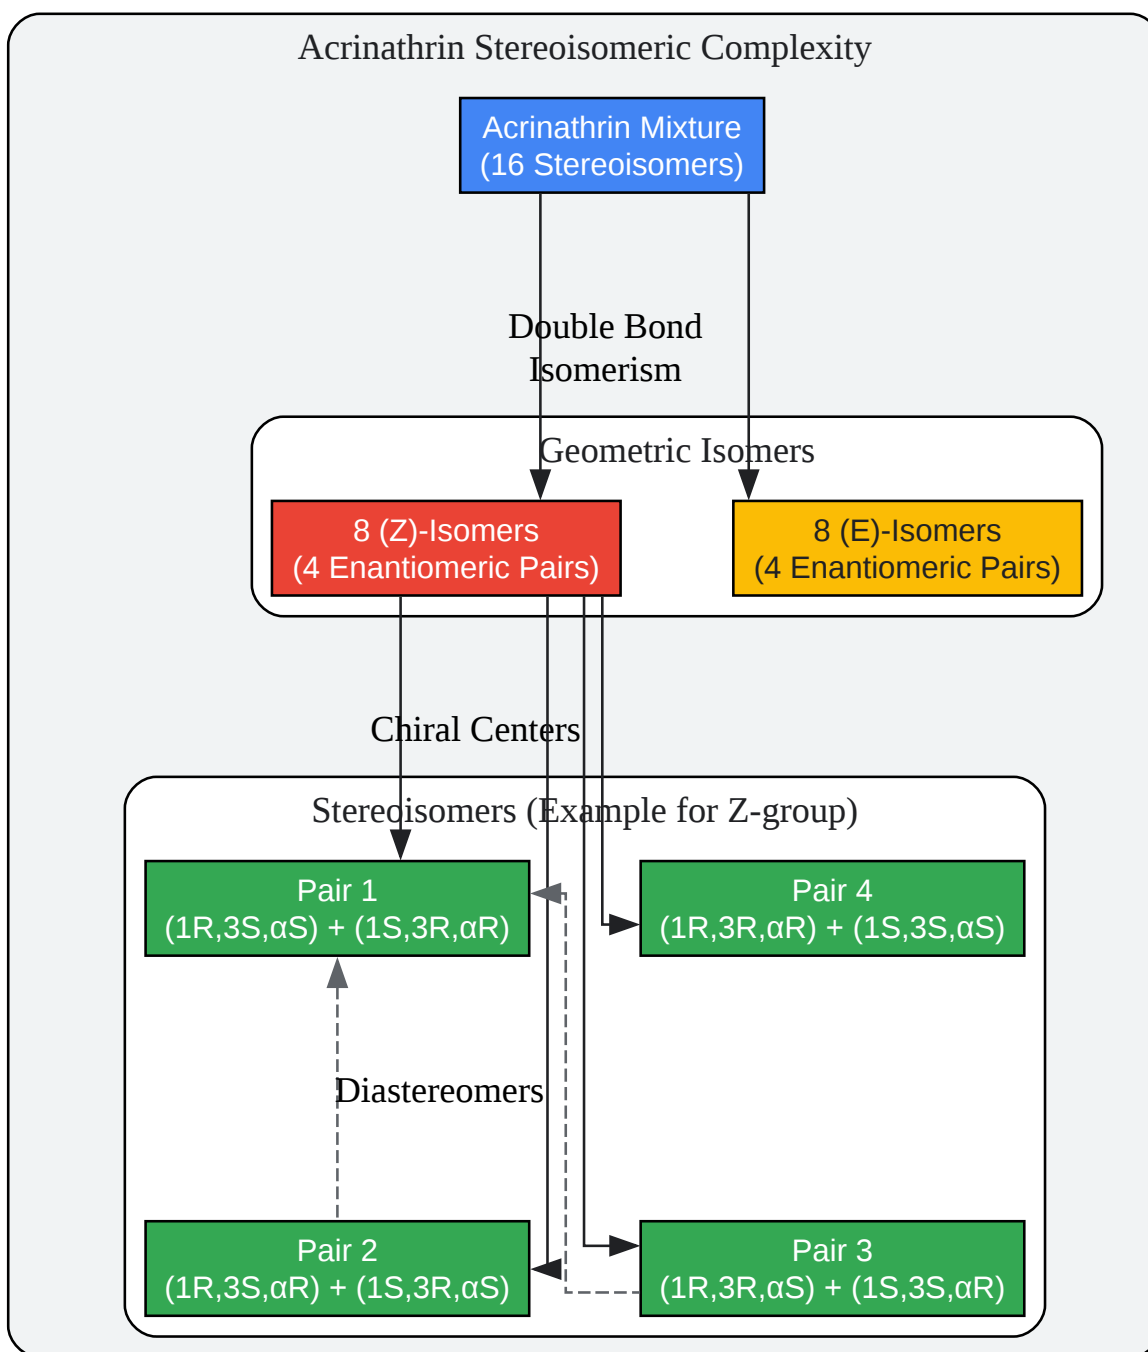 Acrinathrin Stereoisomeric Complexity
Acrinathrin Mixture
(16 Stereoisomers)
Double Bond
Isomerism
Geometric Isomers
8 (Z)-Isomers
(4 Enantiomeric Pairs)
8 (E)-Isomers
(4 Enantiomeric Pairs)
Chiral Centers
Stereoisomers (Example for Z-group)
Pair 1
(1R,3S,αS) + (1S,3R,αR)
Pair 4
(1R,3R,αR) + (1S,3S,αS)
Diastereomers
Pair 2
(1R,3S,αR) + (1S,3R,αS)
Pair 3
(1R,3R,αS) + (1S,3S,αR)